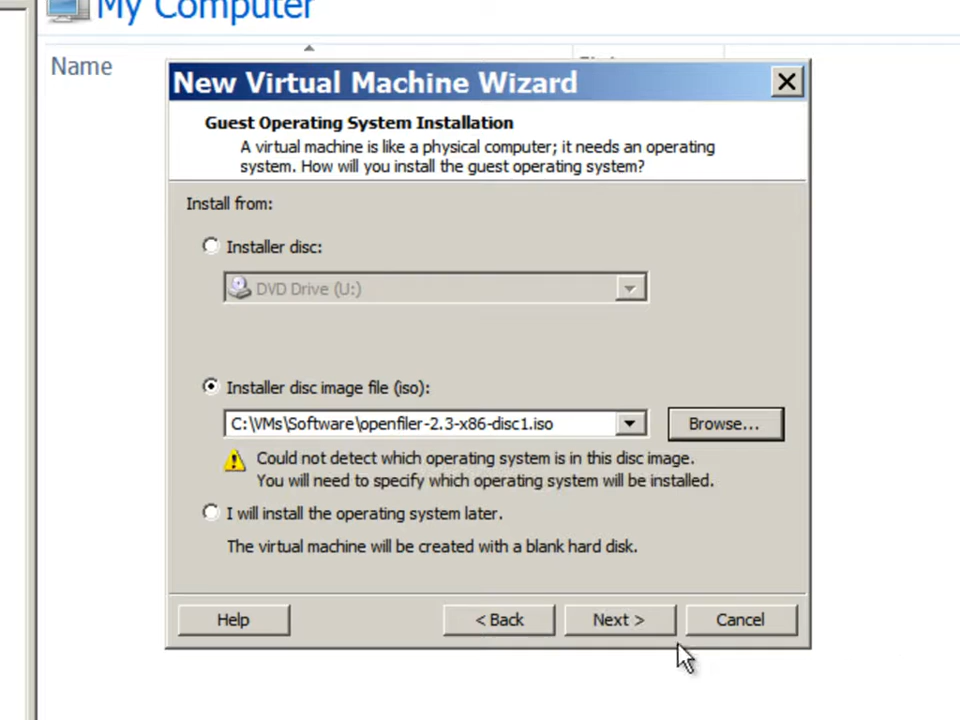 My Computer
Name
New Virtual Machine Wizard
Guest Operating System Installation
A virtual machine is like a physical computer; it needs an operating
system. How will you install the guest operating system?
Install from:
Installer disc:
DVD Drive (U:)
Installer disc image file (iso):
C:\VMs\Software\openfiler-2.3-x86-disc1.iso
Browse...
Could not detect which operating system is in this disc image.
You will need to specify which operating system will be installed.
I will install the operating system later.
The virtual machine will be created with a blank hard disk.
Help
< Back
Next >
Cancel